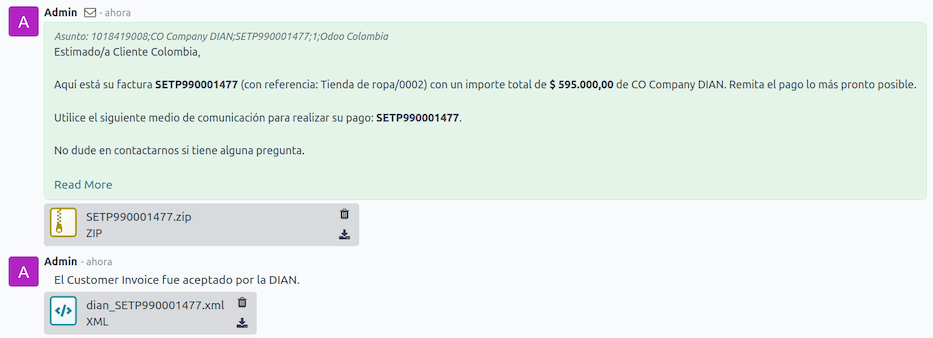 A
Admin - ahora
Asunto: 1018419008;CO Company DIAN;SETP990001477;1;Odoo Colombia
Estimado/a Cliente Colombia,
Aquí está su factura SETP990001477 (con referencia: Tienda de ropa/0002) con un importe total de $ 595.000,00 de CO Company DIAN. Remita el pago lo más pronto posible.
Utilice el siguiente medio de comunicación para realizar su pago: SETP990001477.
No dude en contactarnos si tiene alguna pregunta.
Read More
SETP990001477.zip
ZIP
A
Admin - ahora
El Customer Invoice fue aceptado por la DIAN.
dian_SETP990001477.xml
XML